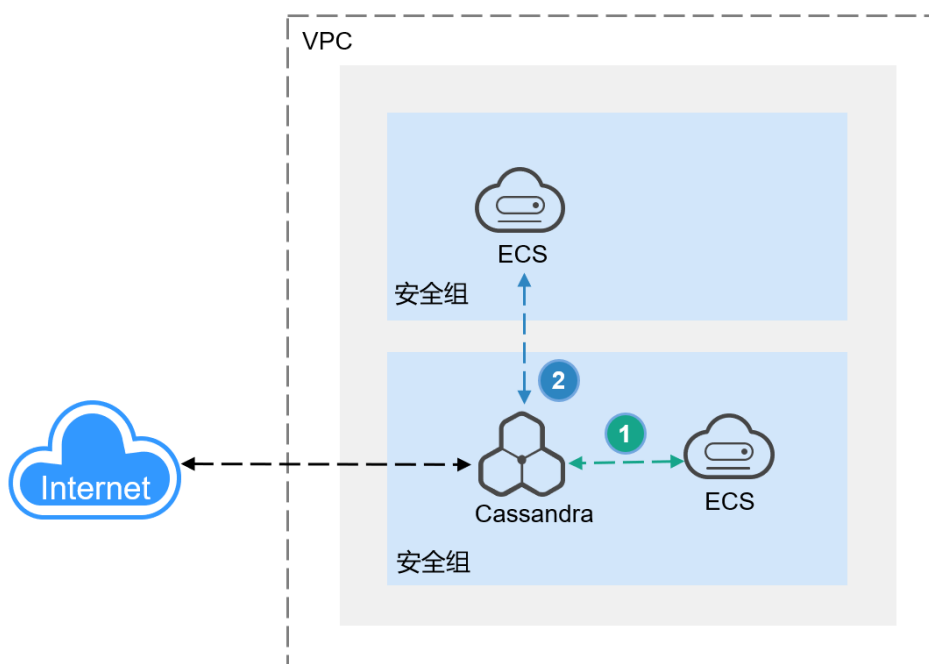 VPC
ECS
安全组
2
1
Internet
Cassandra
ECS
安全组